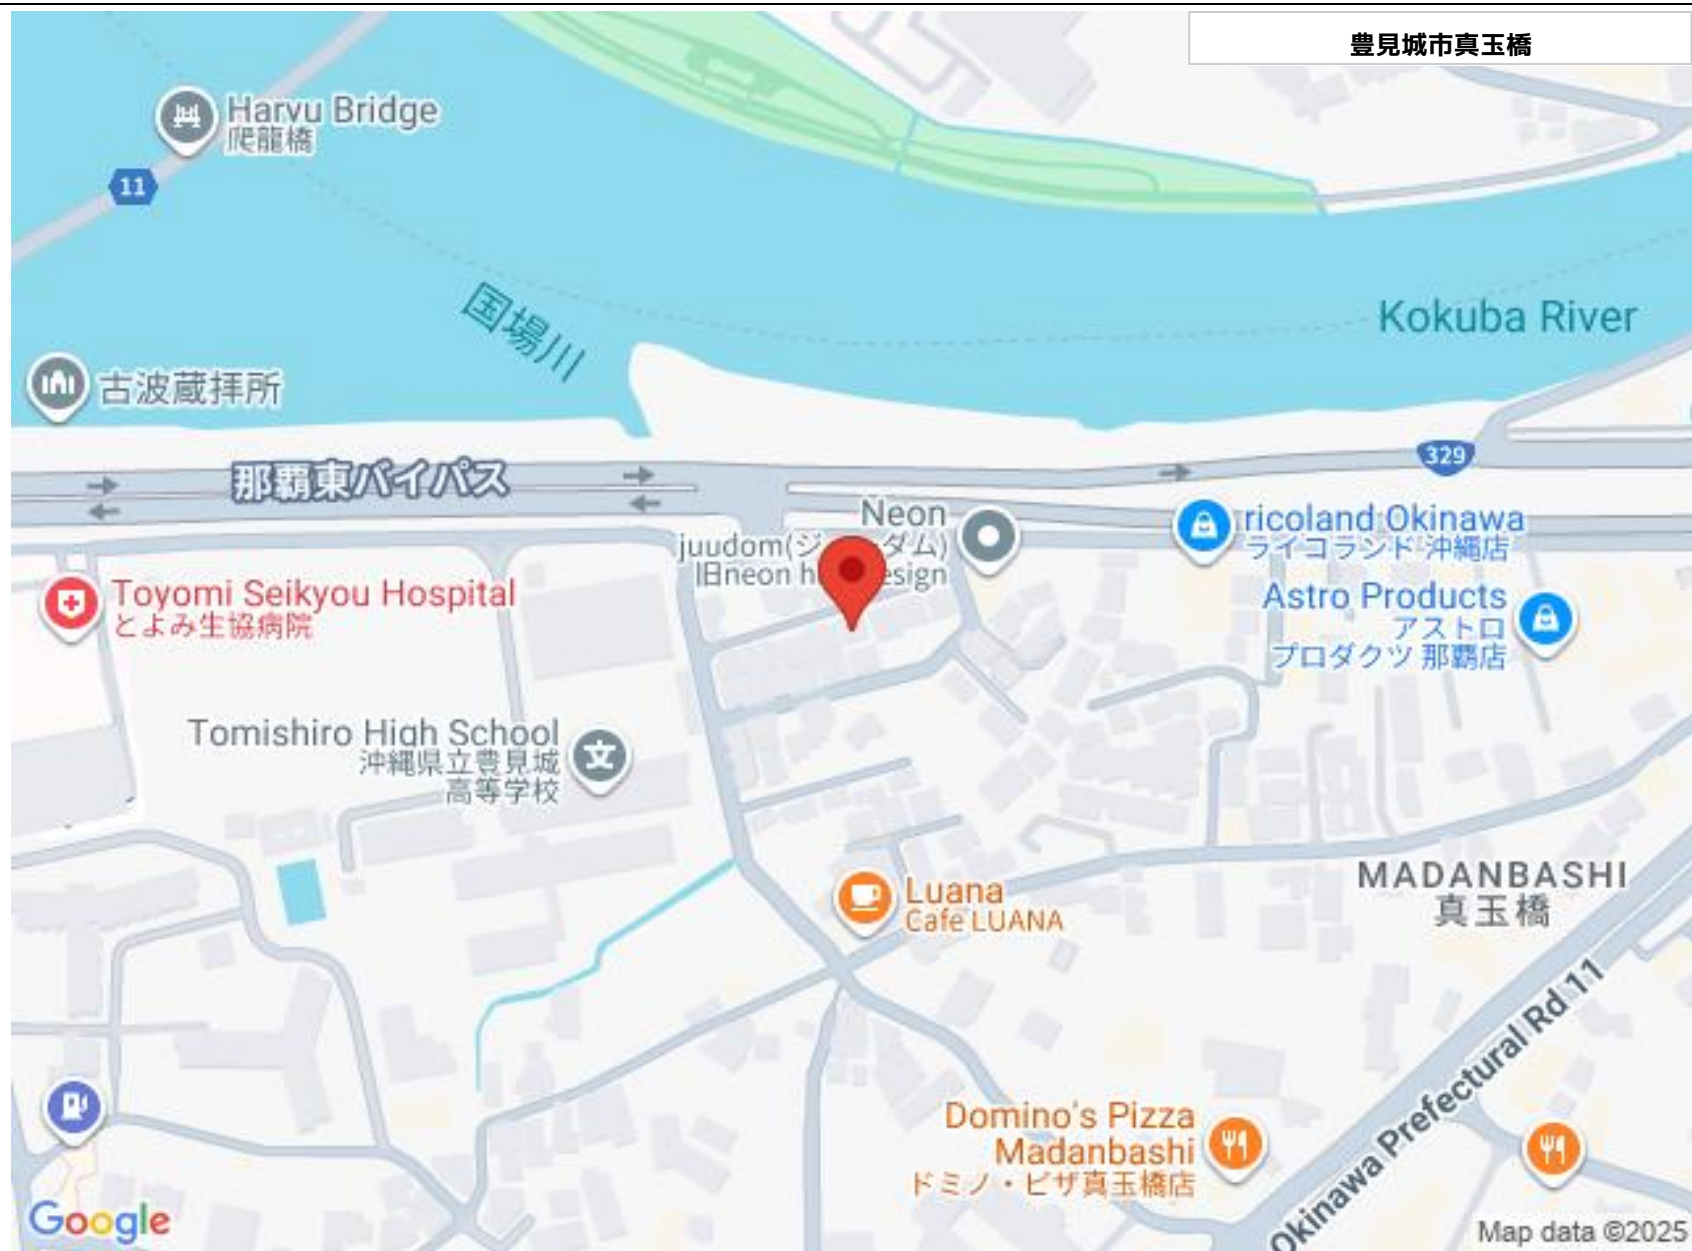 豊見城市真玉橋
Harvu Bridge
爬龍橋
11
国場川
Kokuba River
古波蔵拝所
那覇東バイパス
329
Neon
juudom(ジ ダム)
旧neon h esign
ricoland Okinawa
ライコランド 沖縄店
Toyomi Seikyou Hospital
とよみ生協病院
Astro Products
アストロ
プロダクツ 那覇店
Tomishiro High School
沖縄県立豊見城
高等学校
文
MADANBASHI
真玉橋
Luana
Cafe LUANA
Okinawa Prefectural Rd 11
Domino's Pizza
Madanbashi
ドミノ・ピザ真玉橋店
Google
Map data ©2025